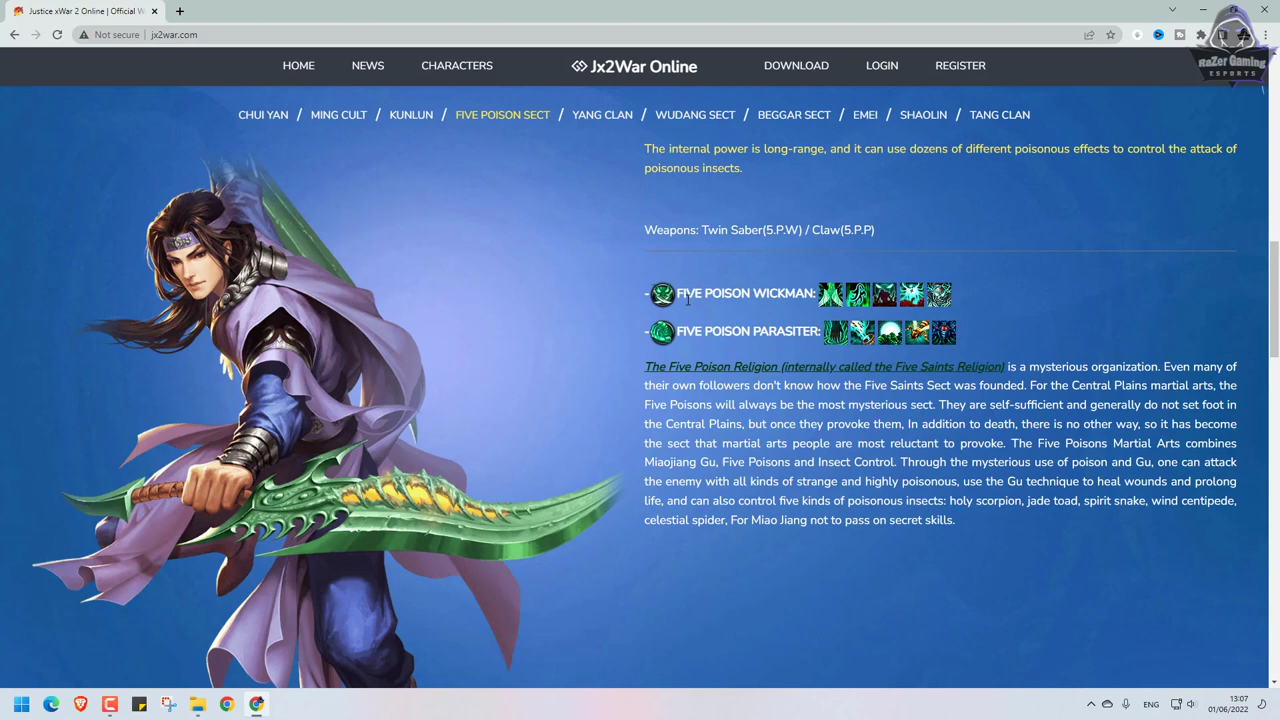 Justice xWar 2 Online | Official W
Not secure | jx2war.com
RaZer Gaming
ESPORTS
HOME NEWS CHARACTERS Jx2War Online DOWNLOAD LOGIN REGISTER
CHUI YAN / MING CULT / KUNLUN / FIVE POISON SECT / YANG CLAN / WUDANG SECT / BEGGAR SECT / EMEI / SHAOLIN / TANG CLAN
The internal power is long-range, and it can use dozens of different poisonous effects to control the attack of
poisonous insects.
Weapons: Twin Saber(5.P.W) / Claw(5.P.P)
- FIVE POISON WICKMAN:
- FIVE POISON PARASITER:
The Five Poison Religion (internally called the Five Saints Religion) is a mysterious organization. Even many of
their own followers don't know how the Five Saints Sect was founded. For the Central Plains martial arts, the
Five Poisons will always be the most mysterious sect. They are self-sufficient and generally do not set foot in
the Central Plains, but once they provoke them, In addition to death, there is no other way, so it has become
the sect that martial arts people are most reluctant to provoke. The Five Poisons Martial Arts combines
Miaojiang Gu, Five Poisons and Insect Control. Through the mysterious use of poison and Gu, one can attack
the enemy with all kinds of strange and highly poisonous, use the Gu technique to heal wounds and prolong
life, and can also control five kinds of poisonous insects: holy scorpion, jade toad, spirit snake, wind centipede,
celestial spider, For Miao Jiang not to pass on secret skills.
ENG
13:07
01/06/2022